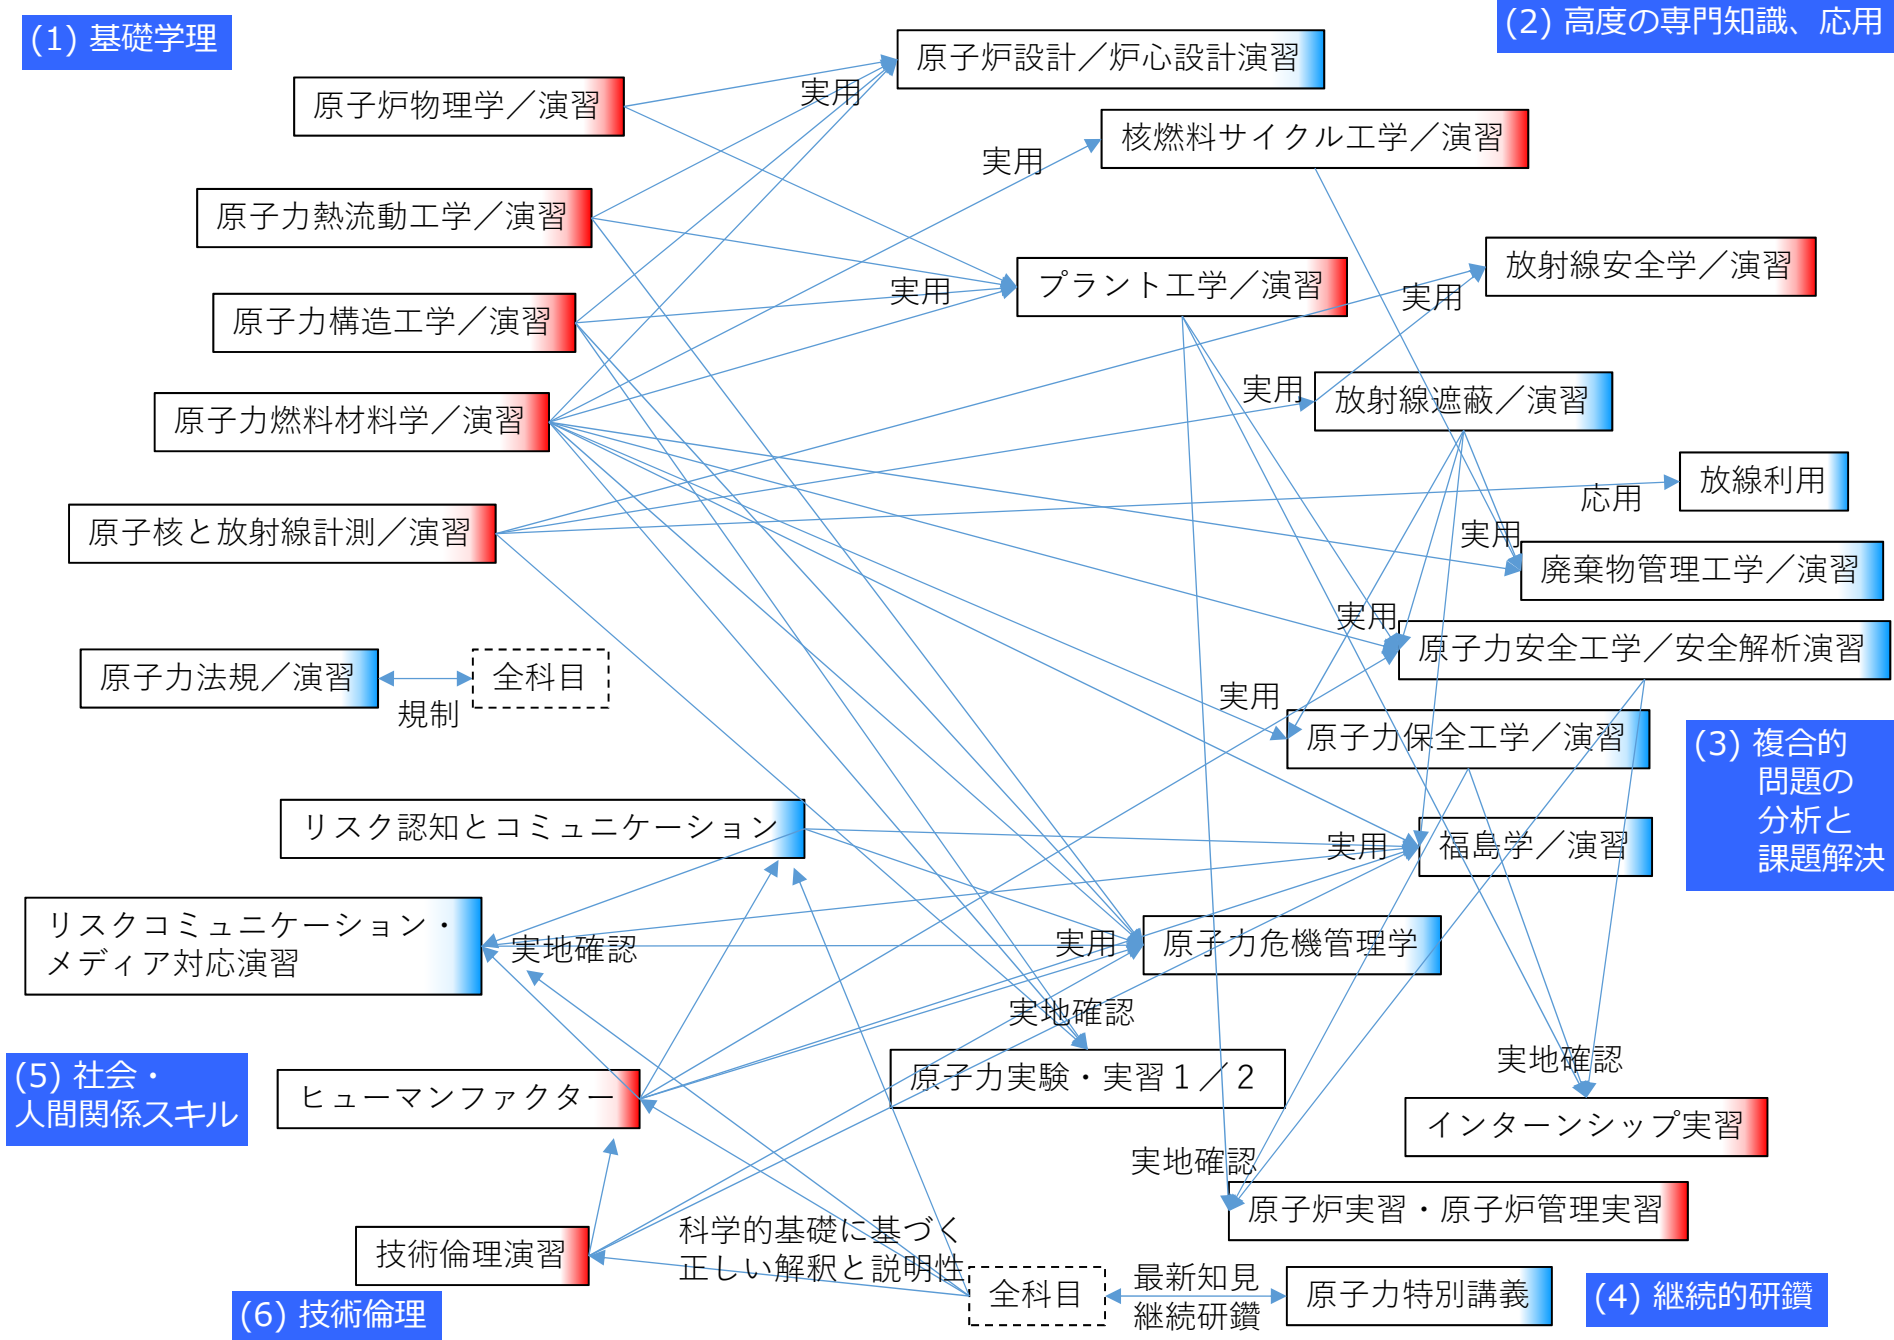 (1) 基礎学理
(2) 高度の専門知識、応用
原子炉設計／炉心設計演習
原子炉物理学／演習
実用
核燃料サイクル工学／演習
実用
原子力熱流動工学／演習
放射線安全学／演習
プラント工学／演習
実用
実用
原子力構造工学／演習
実用
放射線遮蔽／演習
原子力燃料材料学／演習
放線利用
応用
原子核と放射線計測／演習
実用
廃棄物管理工学／演習
実用
原子力安全工学／安全解析演習
原子力法規／演習
全科目
規制
実用
原子力保全工学／演習
(3) 複合的
問題の
分析と
課題解決
リスク認知とコミュニケーション
実用
福島学／演習
リスクコミュニケーション・
メディア対応演習
実地確認
実用
原子力危機管理学
実地確認
(5) 社会・
人間関係スキル
ヒューマンファクター
原子力実験・実習１／２
実地確認
インターンシップ実習
実地確認
原子炉実習・原子炉管理実習
技術倫理演習
科学的基礎に基づく
正しい解釈と説明性
全科目
最新知見
継続研鑽
原子力特別講義
(4) 継続的研鑽
(6) 技術倫理